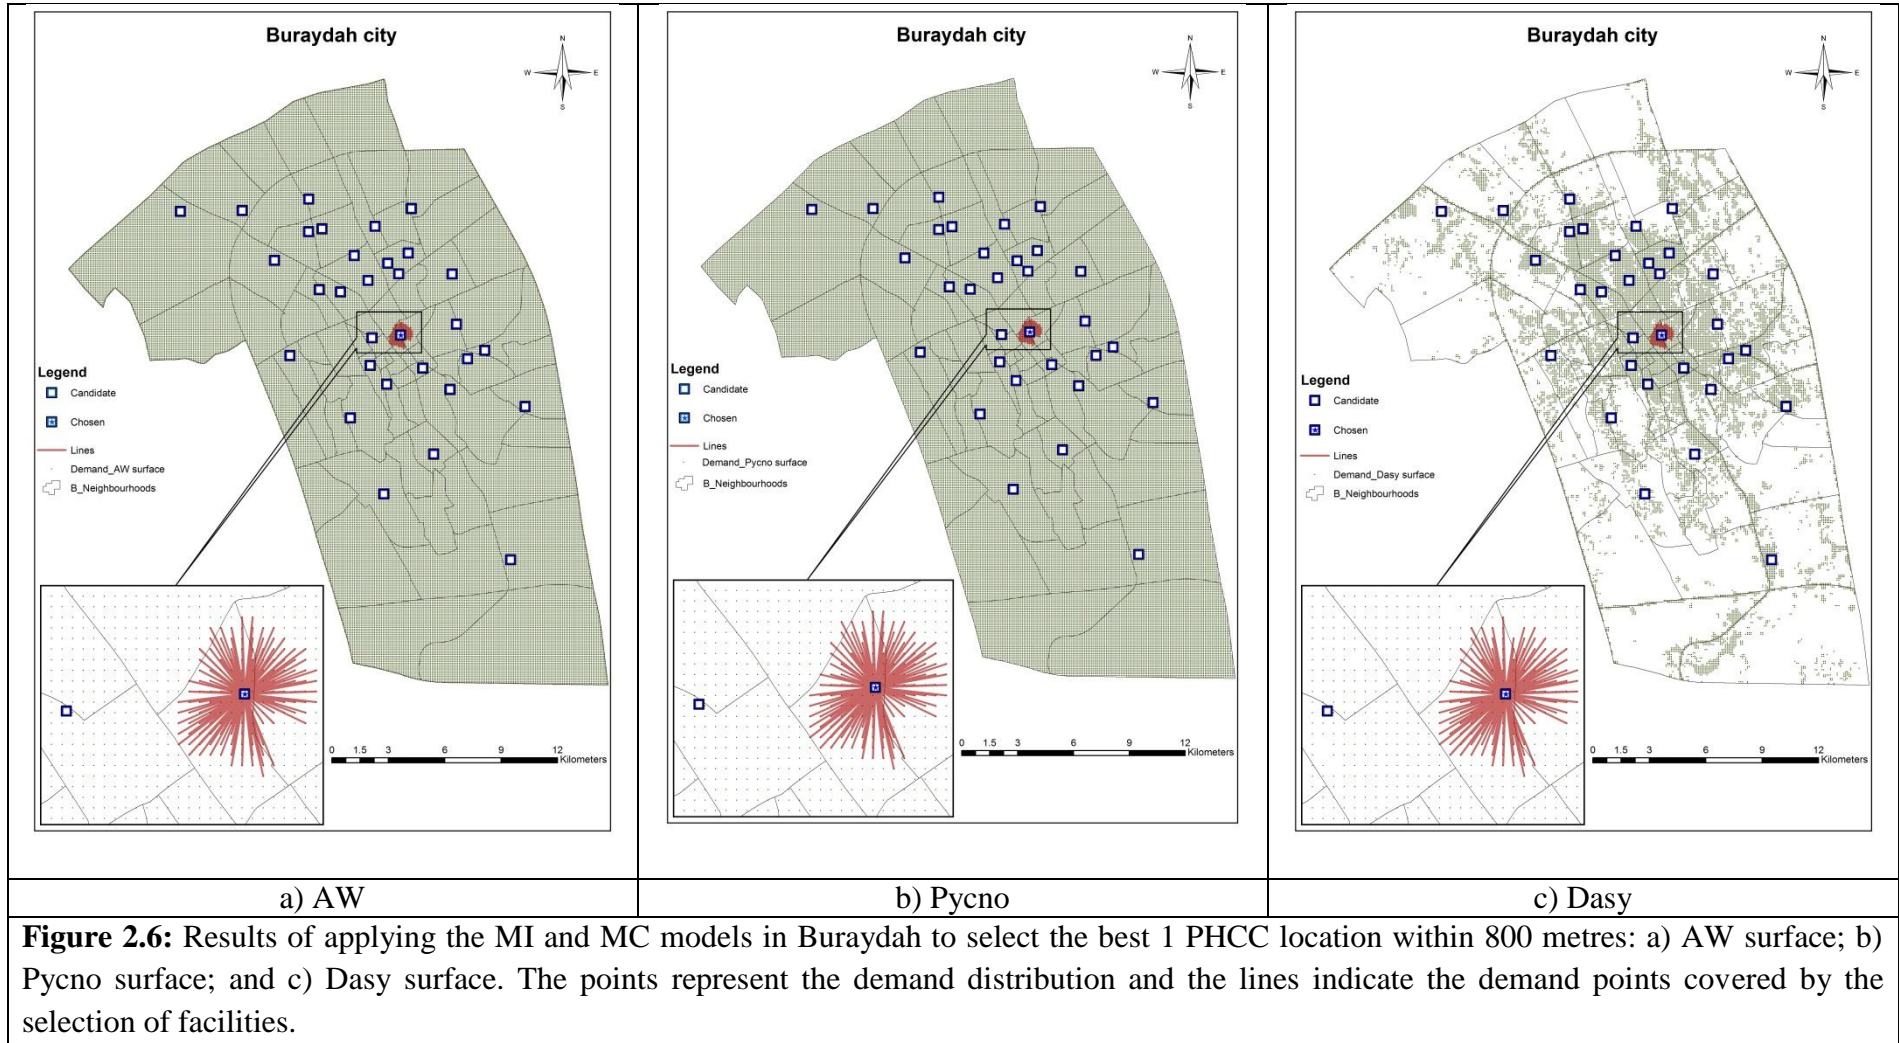 Buraydah city
N
W E
S
Legend
Candidate
Chosen
Lines
Demand_AW surface
B_Neighbourhoods
0 1.5 3 6 9 12
Kilometers
Buraydah city
N
W E
S
Legend
Candidate
Chosen
Lines
Demand_Pycno surface
B_Neighbourhoods
0 1.5 3 6 9 12
Kilometers
Buraydah city
N
W E
S
Legend
Candidate
Chosen
Lines
Demand_Dasy surface
B_Neighbourhoods
0 1.5 3 6 9 12
Kilometers
a) AW
b) Pycno
c) Dasy
Figure 2.6: Results of applying the MI and MC models in Buraydah to select the best 1 PHCC location within 800 metres: a) AW surface; b)
Pycno surface; and c) Dasy surface. The points represent the demand distribution and the lines indicate the demand points covered by the
selection of facilities.